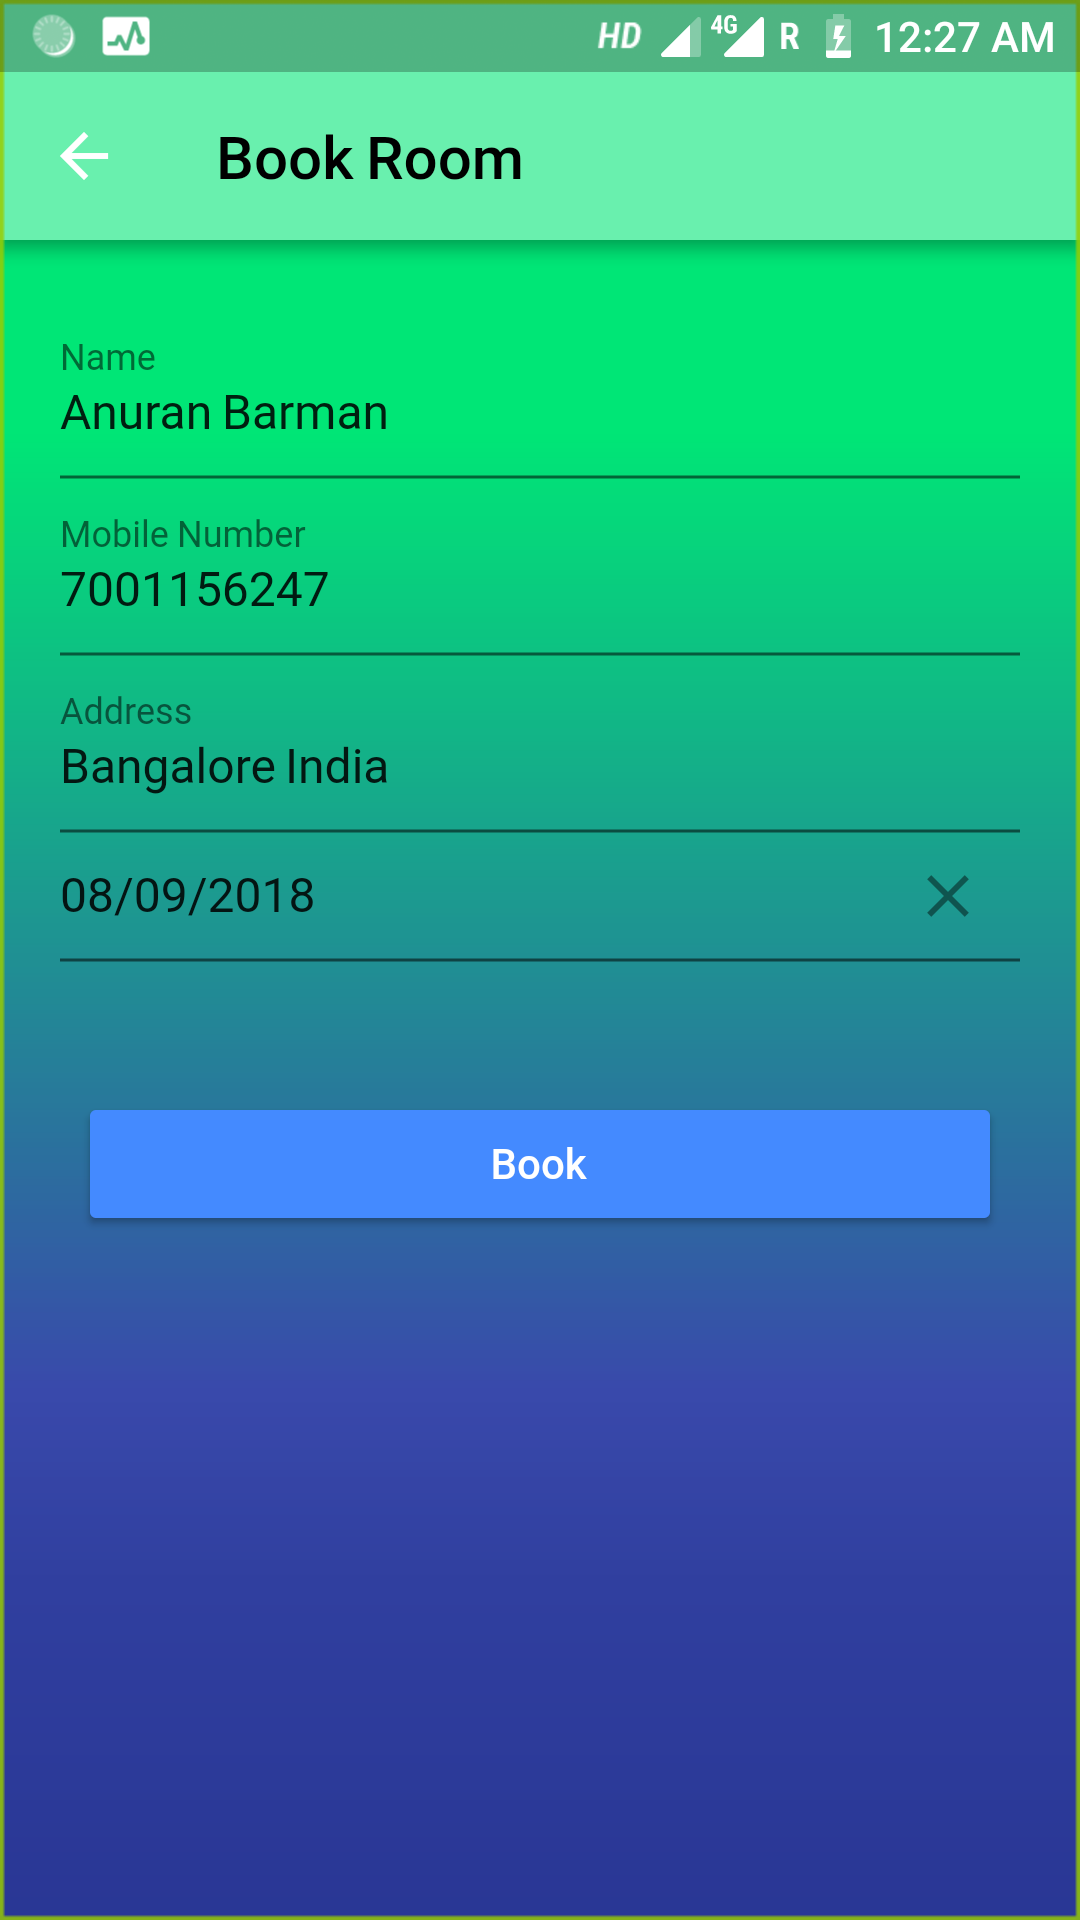 HD 4G R 12:27 AM
Book Room
Name
Anuran Barman
Mobile Number
7001156247
Address
Bangalore India
08/09/2018
Book